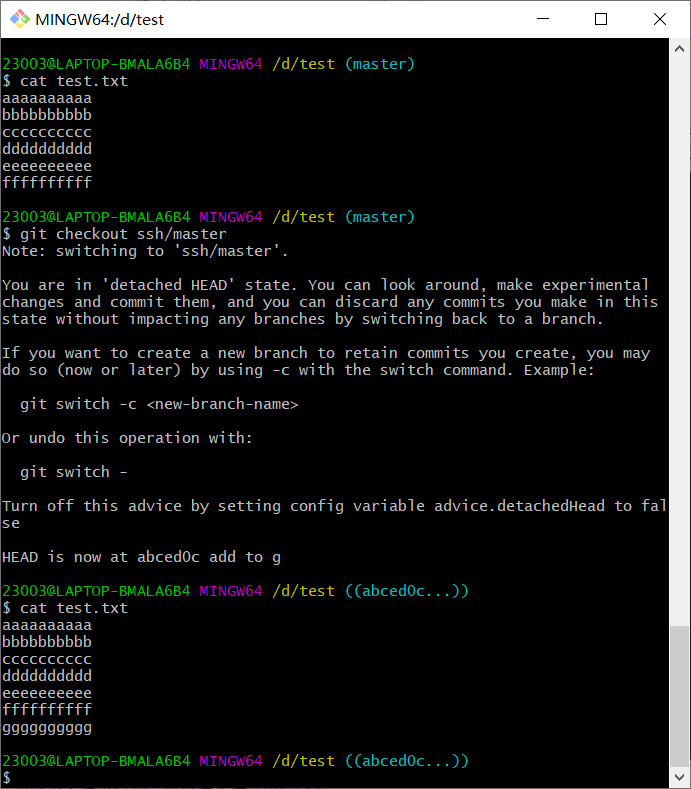 MINGW64:/d/test
23003@LAPTOP-BMALA6B4 MINGW64 /d/test (master)
$ cat test.txt
aaaaaaaaaa
bbbbbbbbbb
cccccccccc
dddddddddd
eeeeeeeeee
ffffffffff
23003@LAPTOP-BMALA6B4 MINGW64 /d/test (master)
$ git checkout ssh/master
Note: switching to 'ssh/master'.
You are in 'detached HEAD' state. You can look around, make experimental
changes and commit them, and you can discard any commits you make in this
state without impacting any branches by switching back to a branch.
If you want to create a new branch to retain commits you create, you may
do so (now or later) by using -c with the switch command. Example:
git switch -c <new-branch-name>
Or undo this operation with:
git switch -
Turn off this advice by setting config variable advice.detachedHead to fal
se
HEAD is now at abced0c add to g
23003@LAPTOP-BMALA6B4 MINGW64 /d/test ((abced0c...))
$ cat test.txt
aaaaaaaaaa
bbbbbbbbbb
cccccccccc
dddddddddd
eeeeeeeeee
ffffffffff
gggggggggg
23003@LAPTOP-BMALA6B4 MINGW64 /d/test ((abced0c...))
$